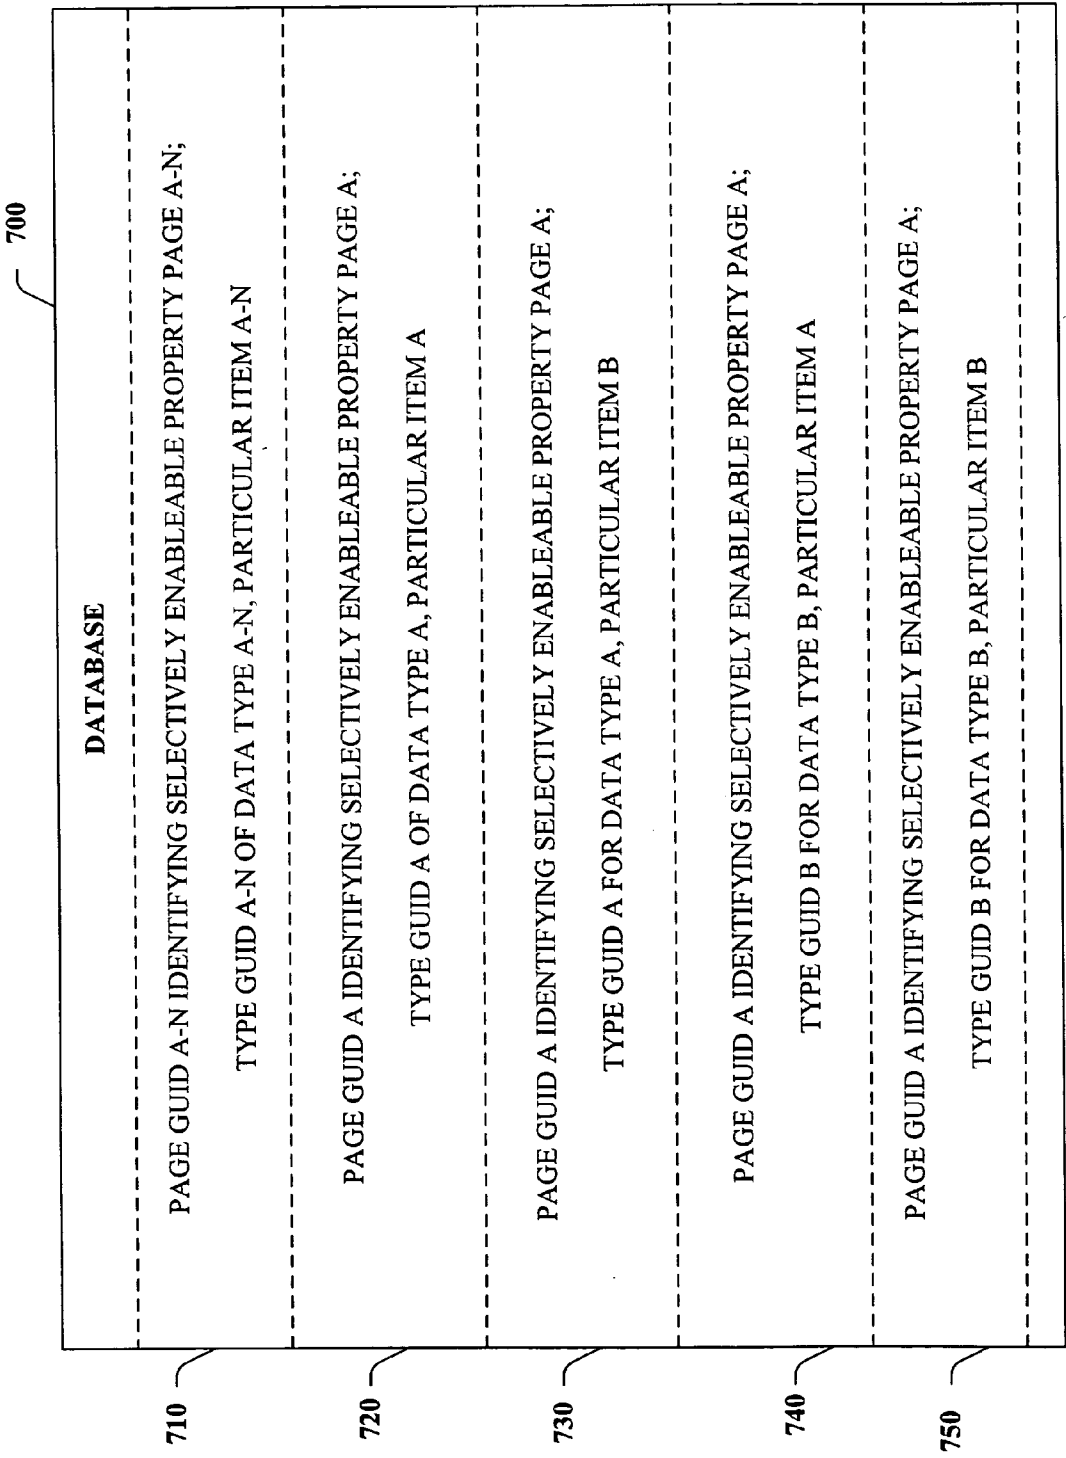 700
DATABASE
710
PAGE GUID A-N IDENTIFYING SELECTIVELY ENABLEABLE PROPERTY PAGE A-N;
TYPE GUID A-N OF DATA TYPE A-N, PARTICULAR ITEM A-N
720
PAGE GUID A IDENTIFYING SELECTIVELY ENABLEABLE PROPERTY PAGE A;
TYPE GUID A OF DATA TYPE A, PARTICULAR ITEM A
730
PAGE GUID A IDENTIFYING SELECTIVELY ENABLEABLE PROPERTY PAGE A;
TYPE GUID A FOR DATA TYPE A, PARTICULAR ITEM B
740
PAGE GUID A IDENTIFYING SELECTIVELY ENABLEABLE PROPERTY PAGE A;
TYPE GUID B FOR DATA TYPE B, PARTICULAR ITEM A
750
PAGE GUID A IDENTIFYING SELECTIVELY ENABLEABLE PROPERTY PAGE A;
TYPE GUID B FOR DATA TYPE B, PARTICULAR ITEM B